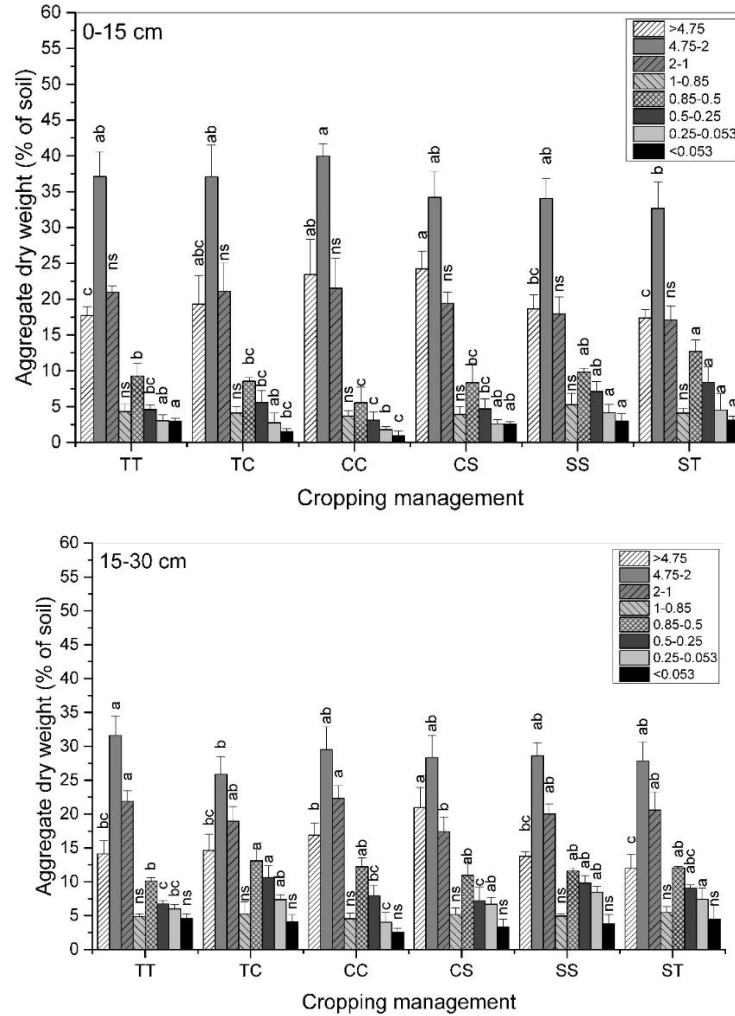 0-15 cm
>4.75
4.75-2
2-1
1-0.85
0.85-0.5
0.5-0.25
0.25-0.053
<0.053
Aggregate dry weight (% of soil)
60
55
50
45
40
35
30
25
20
15
10
5
0
c ab ns ns b bc ab a
abc ab ns ns bc bc ab bc
ab a ns ns c c b c
a ab ns ns bc bc ab ab
bc ab ns ns ab ab a a
c b ns ns a a a a
TT TC CC CS SS ST
Cropping management
15-30 cm
>4.75
4.75-2
2-1
1-0.85
0.85-0.5
0.5-0.25
0.25-0.053
<0.053
Aggregate dry weight (% of soil)
60
55
50
45
40
35
30
25
20
15
10
5
0
bc a a ns b c bc ns
bc b ab ns a a ab ns
b ab a ns ab bc c ns
a ab b ns ab c ab ns
bc ab ab ns ab ab ab ns
c ab ab ns ab abc a ns
TT TC CC CS SS ST
Cropping management